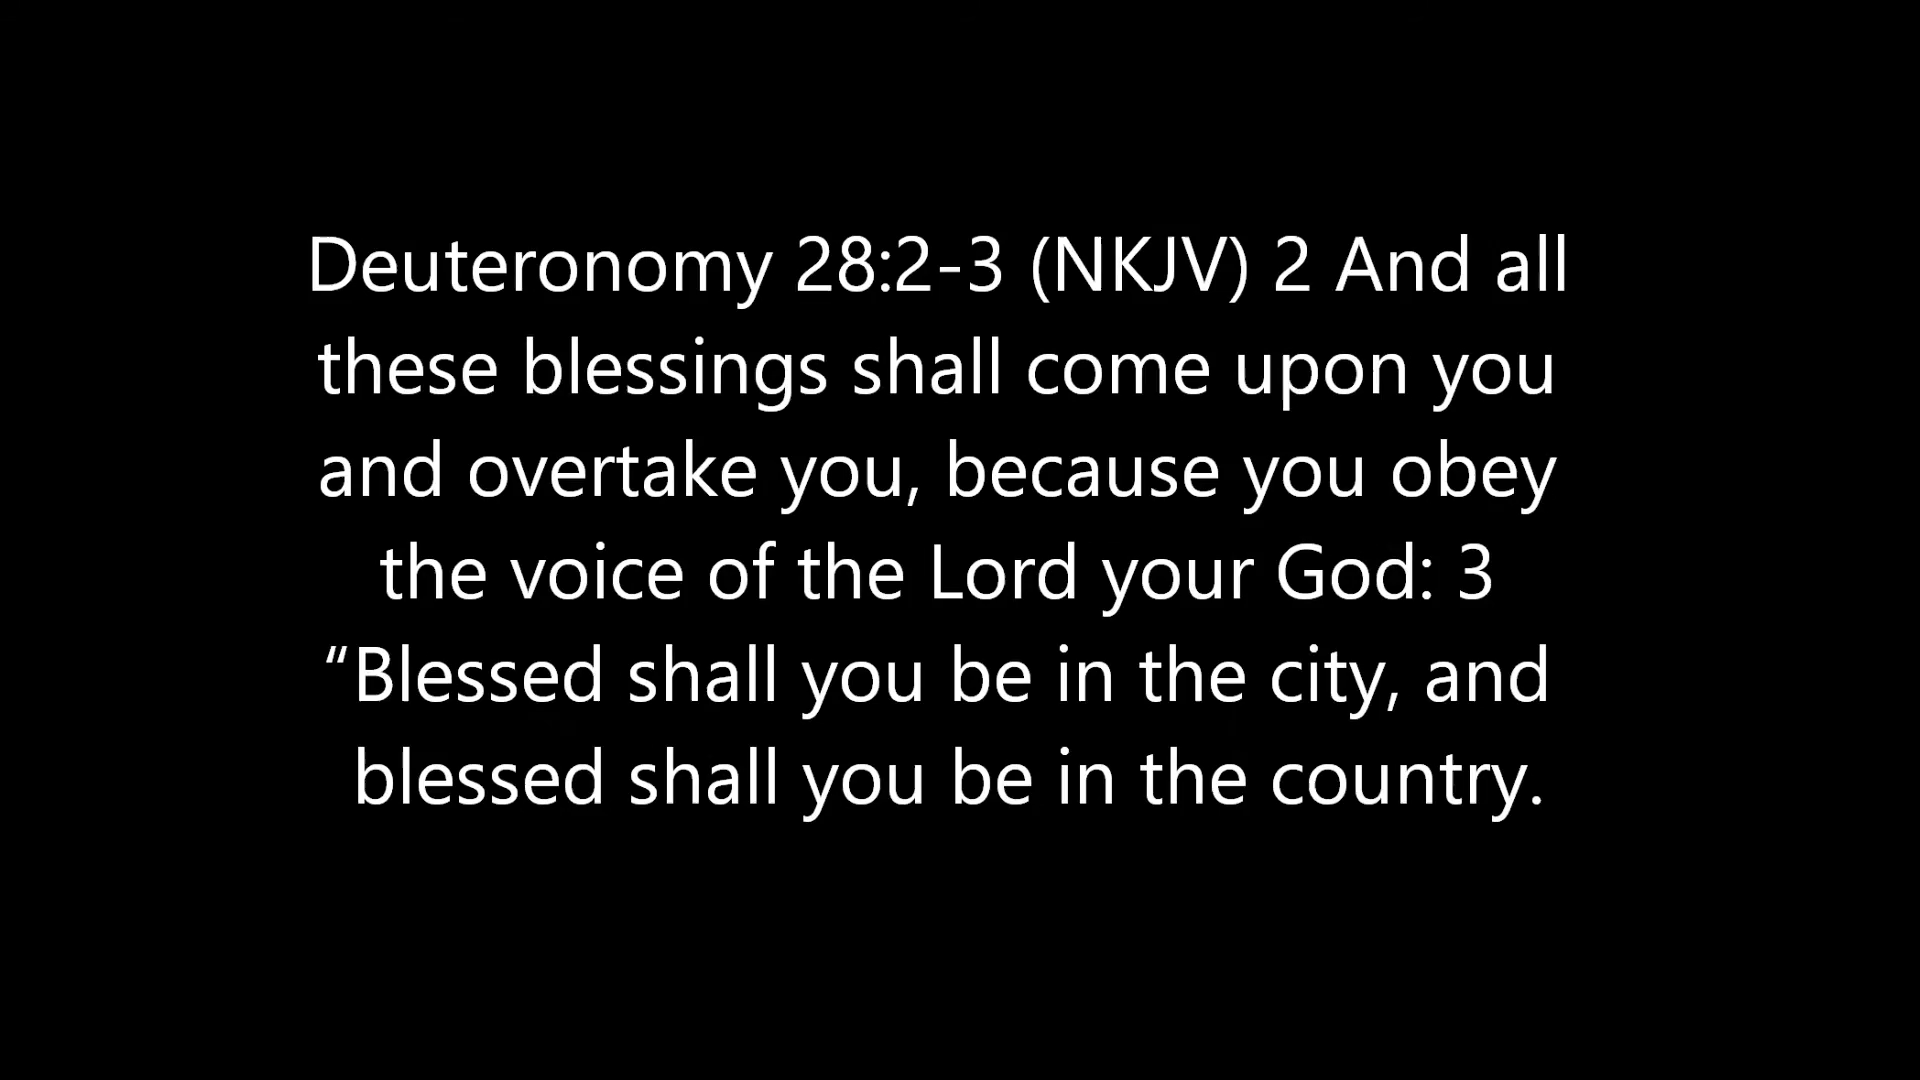 Deuteronomy 28:2-3 (NKJV) 2 And all
these blessings shall come upon you
and overtake you, because you obey
the voice of the Lord your God: 3
“Blessed shall you be in the city, and
blessed shall you be in the country.